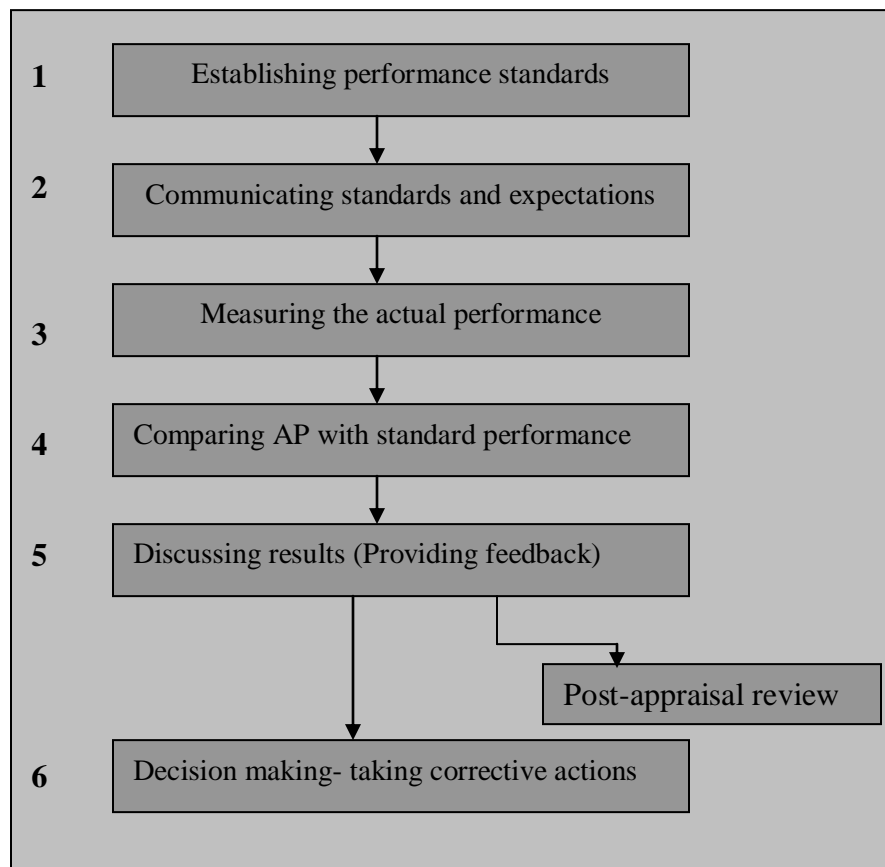 1
Establishing performance standards
2
Communicating standards and expectations
3
Measuring the actual performance
4
Comparing AP with standard performance
5
Discussing results (Providing feedback)
Post-appraisal review
6
Decision making- taking corrective actions